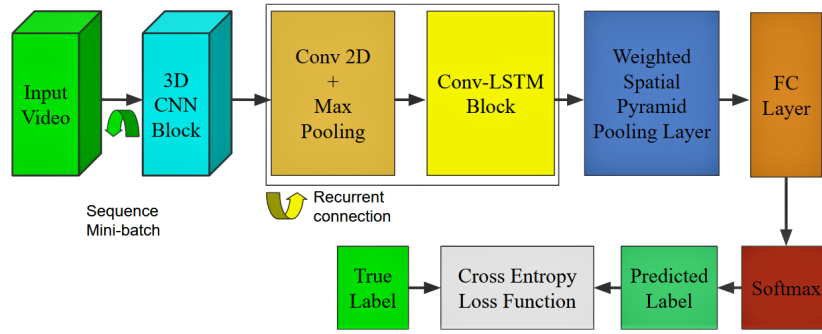 Input
Video
3D
CNN
Block
Conv 2D
+
Max
Pooling
Conv-LSTM
Block
Weighted
Spatial
Pyramid
Pooling Layer
FC
Layer
Sequence
Mini-batch
Recurrent
connection
True
Label
Cross Entropy
Loss Function
Predicted
Label
Softmax